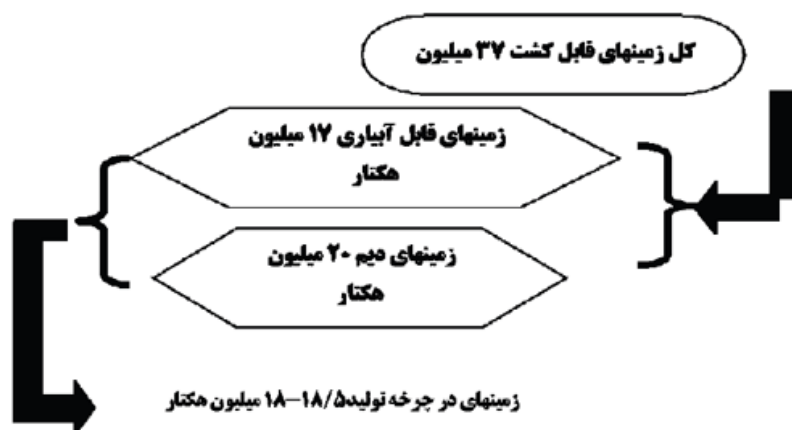 کل زمینهای قابل کشت ۳۷ میلیون
زمینهای قابل آبیاری ۱۷ میلیون
هکتار
زمینهای دیم ۲۰ میلیون
هکتار
زمینهای در چرخه تولید۱۸/۵–۱۸ میلیون هکتار